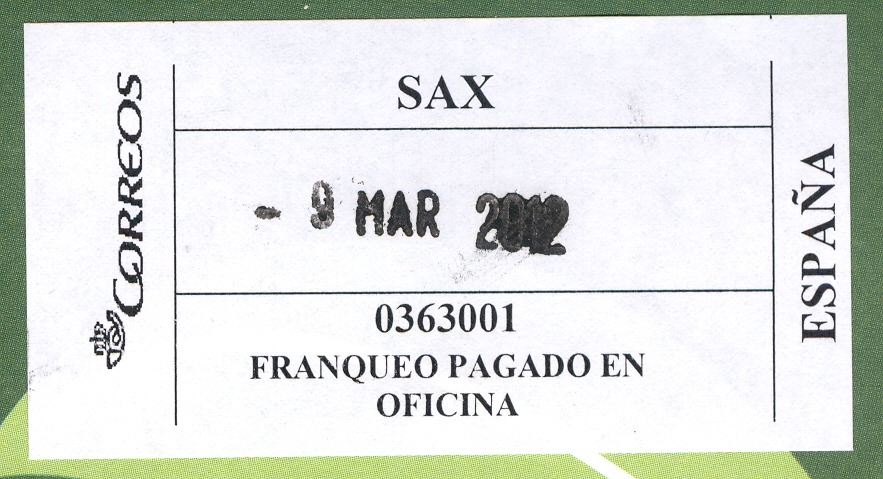 CORREOS
SAX
- 9 MAR 2012
0363001
FRANQUEO PAGADO EN
OFICINA
ESPAÑA